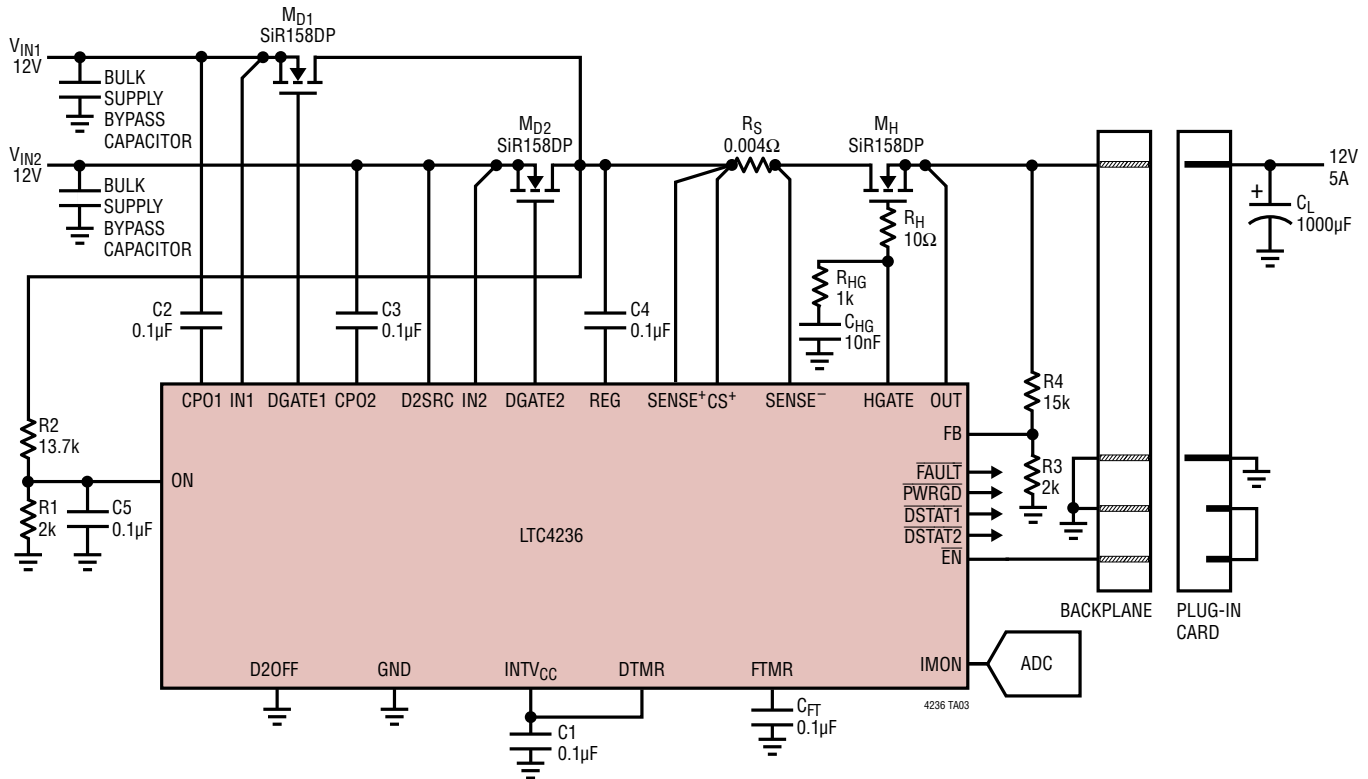 MD1
SiR158DP
VIN1
12V
BULK
SUPPLY
BYPASS
CAPACITOR
MD2
SiR158DP
RS
0.004Ω
MH
SiR158DP
VIN2
12V
BULK
SUPPLY
BYPASS
CAPACITOR
12V
5A
+
CL
1000µF
RH
10Ω
RHG
1k
CHG
10nF
C2
0.1µF
C3
0.1µF
C4
0.1µF
CPO1 IN1 DGATE1 CPO2 D2SRC IN2 DGATE2 REG SENSE+ CS+ SENSE− HGATE OUT
R4
15k
R2
13.7k
FB
ON
FAULT
PWRGD
DSTAT1
DSTAT2
EN
R3
2k
R1
2k
C5
0.1µF
LTC4236
BACKPLANE
PLUG-IN
CARD
D2OFF GND INTVCC DTMR FTMR IMON
ADC
4236 TA03
C1
0.1µF
CFT
0.1µF